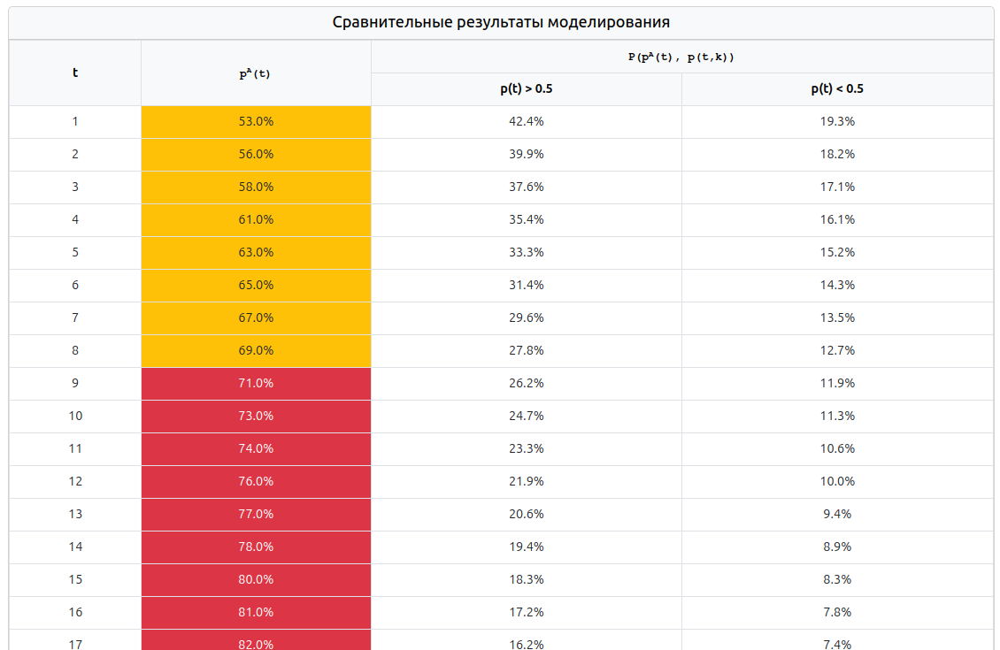 Сравнительные результаты моделирования
t pᴬ(t) P(pᴬ(t), p(t,k))
p(t) > 0.5 p(t) < 0.5
1 53.0% 42.4% 19.3%
2 56.0% 39.9% 18.2%
3 58.0% 37.6% 17.1%
4 61.0% 35.4% 16.1%
5 63.0% 33.3% 15.2%
6 65.0% 31.4% 14.3%
7 67.0% 29.6% 13.5%
8 69.0% 27.8% 12.7%
9 71.0% 26.2% 11.9%
10 73.0% 24.7% 11.3%
11 74.0% 23.3% 10.6%
12 76.0% 21.9% 10.0%
13 77.0% 20.6% 9.4%
14 78.0% 19.4% 8.9%
15 80.0% 18.3% 8.3%
16 81.0% 17.2% 7.8%
17 82.0% 16.2% 7.4%